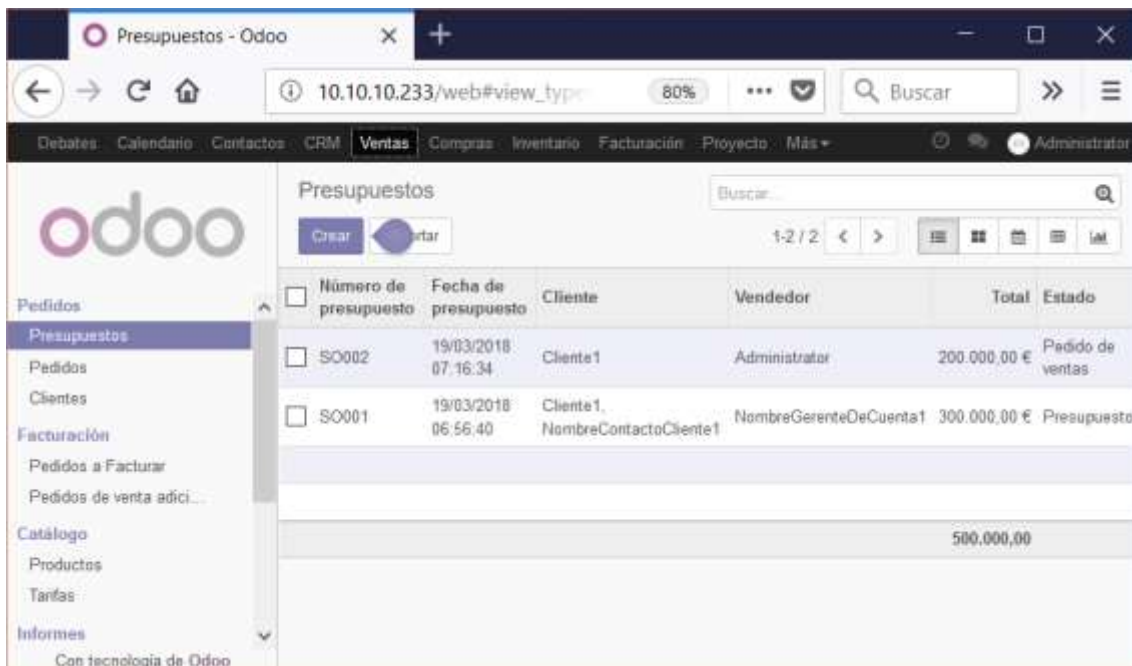 Presupuestos - Odoo
10.10.10.233/web#view_type
80%
Buscar
Debates Calendario Contactos CRM Ventas Compras Inventario Facturación Proyecto Más
Administrator
odoo
Presupuestos
Buscar...
Crear
rtar
1-2 / 2
Pedidos
Presupuestos
Pedidos
Clientes
Facturación
Pedidos a Facturar
Pedidos de venta adici...
Catálogo
Productos
Tarifas
Informes
Con tecnología de Odoo
Número de presupuesto Fecha de presupuesto Cliente Vendedor Total Estado
SO002 19/03/2018 07:16:34 Cliente1 Administrator 200.000,00 € Pedido de ventas
SO001 19/03/2018 06:56:40 Cliente1, NombreContactoCliente1 NombreGerenteDeCuenta1 300.000,00 € Presupuesto
500.000,00